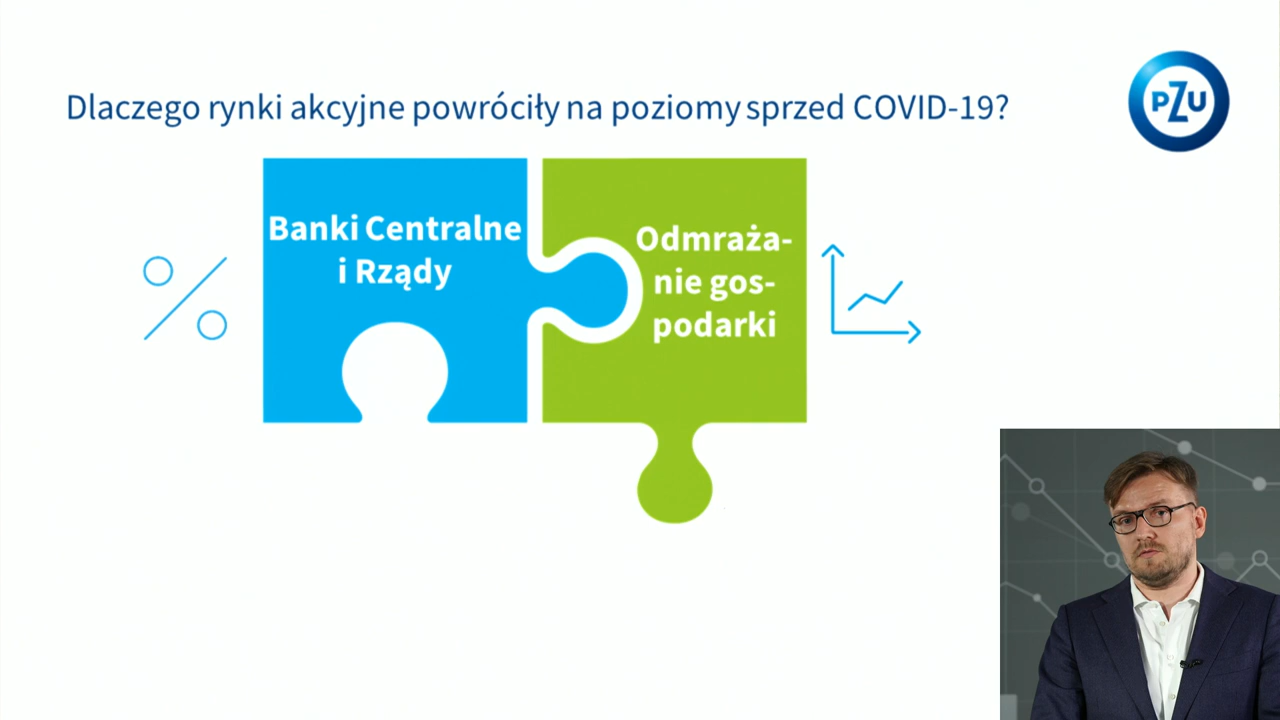 Dlaczego rynki akcyjne powróciły na poziomy sprzed COVID-19?
PZU
Banki Centralne
i Rządy
Odmraża-
nie gos-
podarki
%